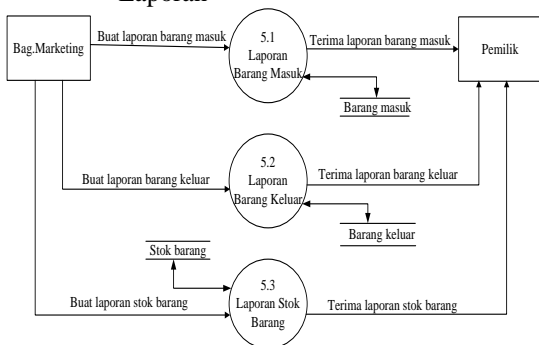 Laporan
Bag.Marketing
Buat laporan barang masuk
5.1
Laporan
Barang Masuk
Terima laporan barang masuk
Pemilik
Barang masuk
Buat laporan barang keluar
5.2
Laporan
Barang Keluar
Terima laporan barang keluar
Barang keluar
Stok barang
Buat laporan stok barang
5.3
Laporan Stok
Barang
Terima laporan stok barang